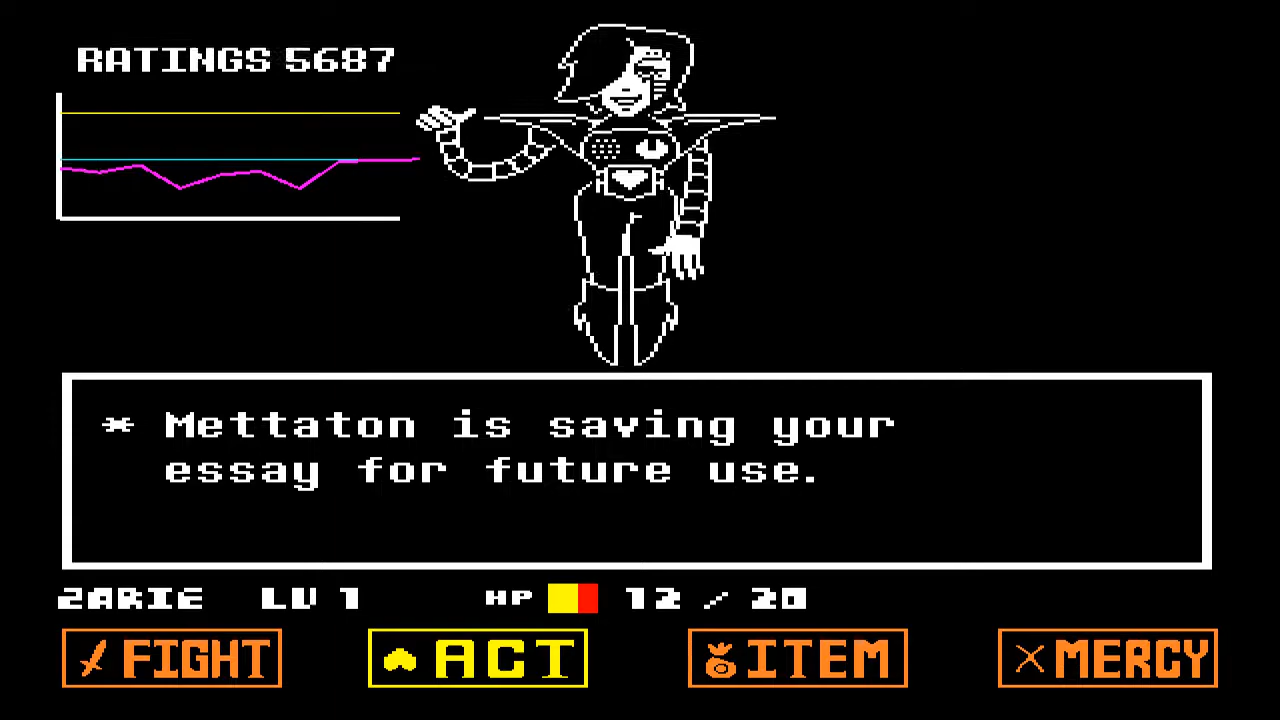 RATINGS 5687
* Mettaton is saving your
essay for future use.
ZARIE LV 1 HP 12 / 20
FIGHT ACT ITEM MERCY